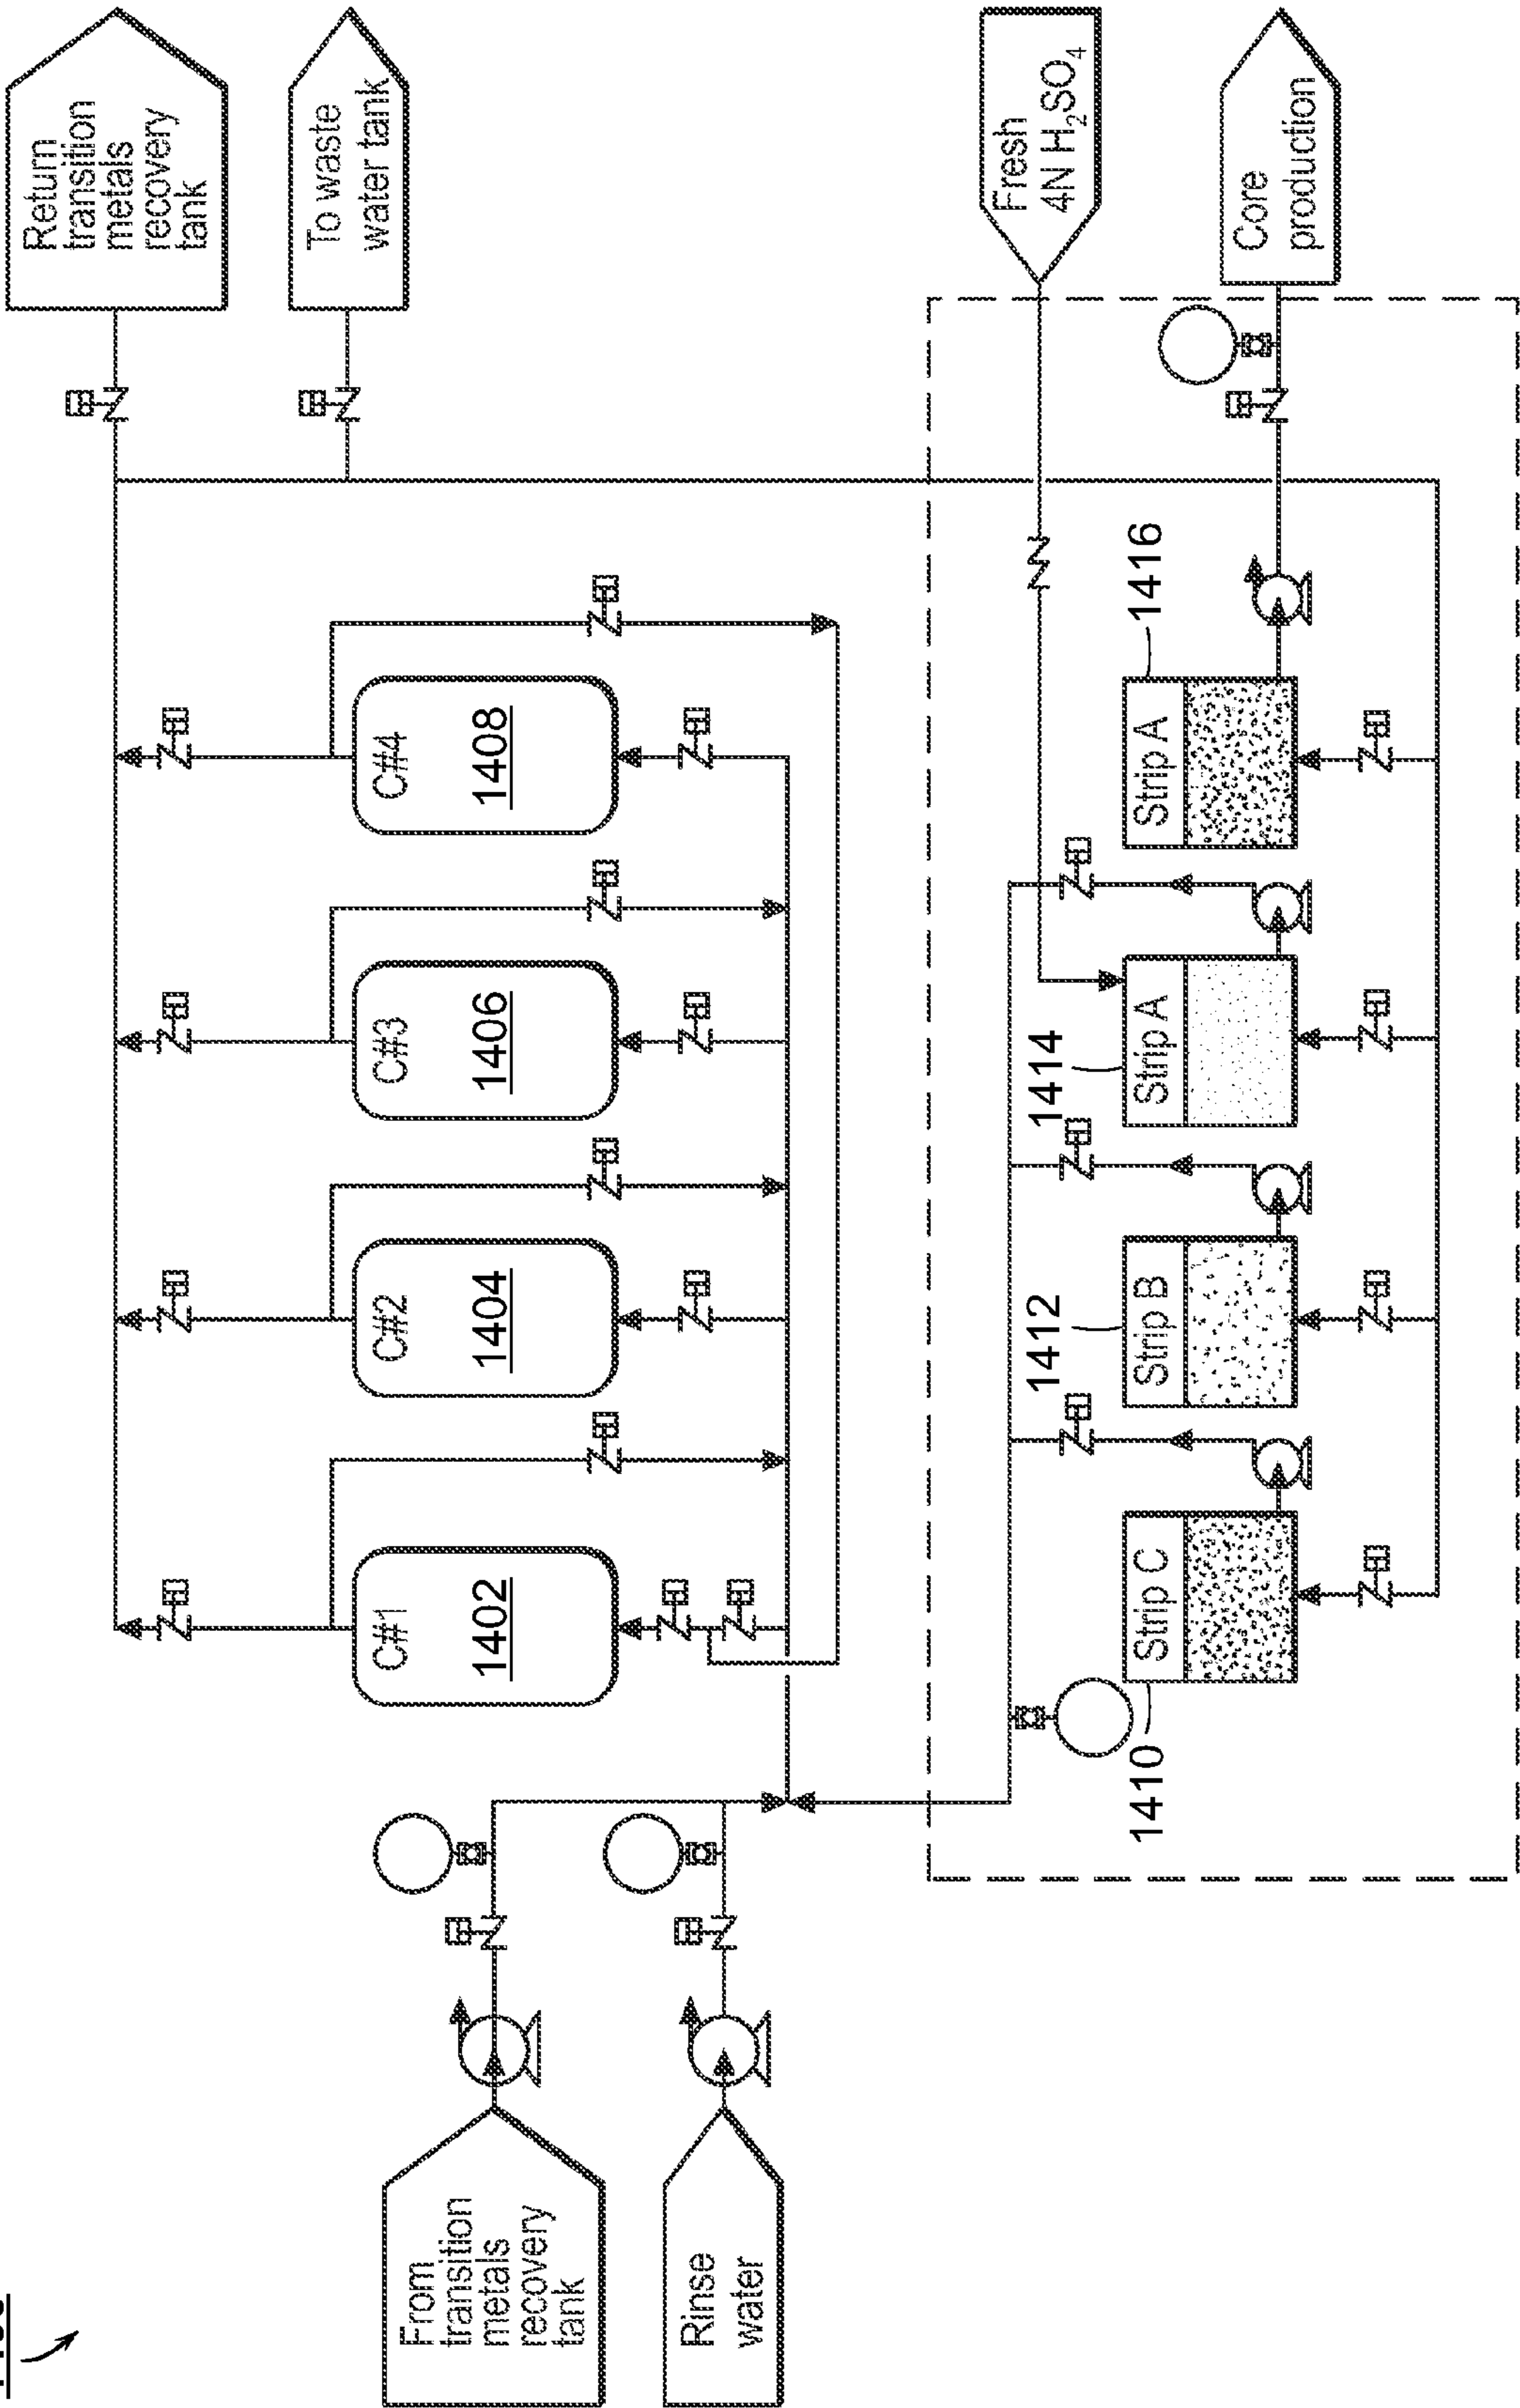 Return
transition
metals
recovery
tank
To waste
water tank
C#1
1402
C#2
1404
C#3
1406
C#4
1408
From
transition
metals
recovery
tank
Rinse
water
Fresh
4N H₂SO₄
Core
production
1410
Strip C
1412
Strip B
1414
Strip A
1416
Strip A